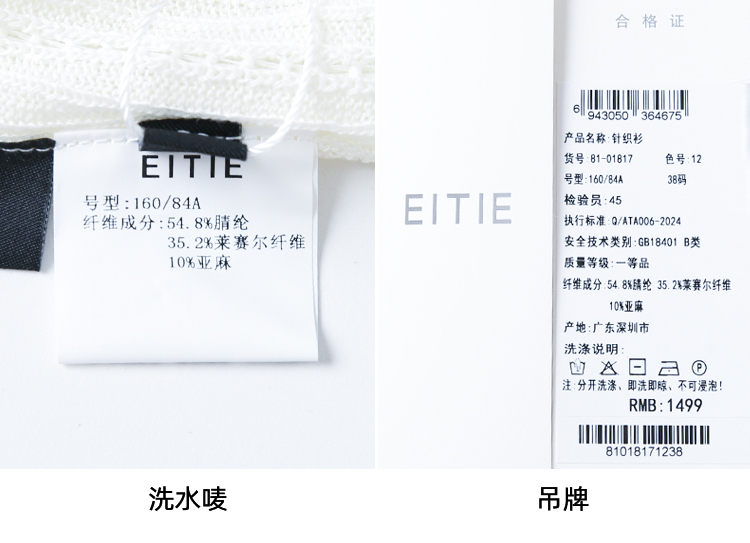 EITIE
号型:160/84A
纤维成分:54.8%腈纶
35.2%莱赛尔纤维
10%亚麻
洗水唛
EITIE
合格证
6 943050 364675
产品名称:针织衫
货号:81-01817 色号:12
号型:160/84A 38码
检验员:45
执行标准:Q/ATA006-2024
安全技术类别:GB18401 B类
质量等级:一等品
纤维成分:54.8%腈纶 35.2%莱赛尔纤维
10%亚麻
产地:广东深圳市
洗涤说明:
P
注:分开洗涤、即洗即晾、不可浸泡!
RMB:1499
81018171238
吊牌